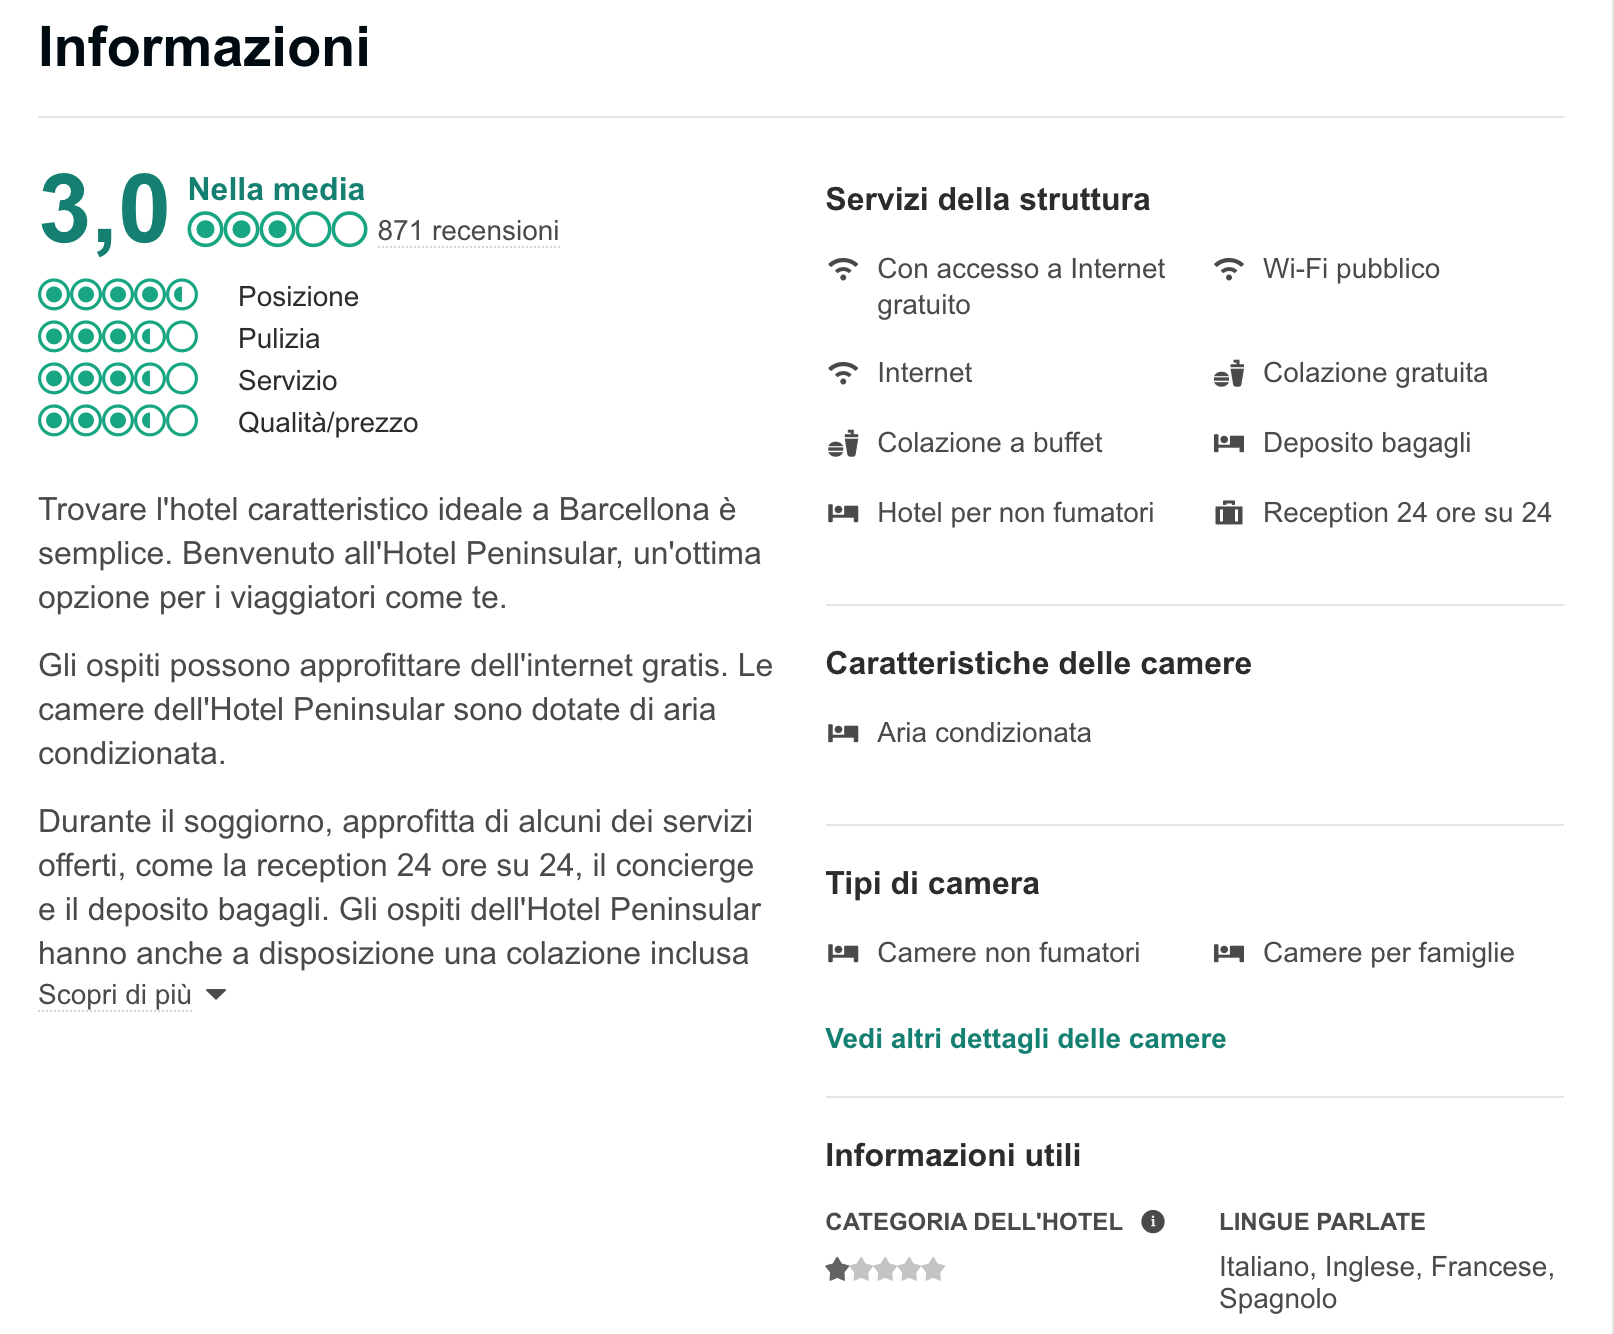 Informazioni
3,0
Nella media
871 recensioni
Posizione
Pulizia
Servizio
Qualità/prezzo
Trovare l'hotel caratteristico ideale a Barcellona è
semplice. Benvenuto all'Hotel Peninsular, un'ottima
opzione per i viaggiatori come te.
Gli ospiti possono approfittare dell'internet gratis. Le
camere dell'Hotel Peninsular sono dotate di aria
condizionata.
Durante il soggiorno, approfitta di alcuni dei servizi
offerti, come la reception 24 ore su 24, il concierge
e il deposito bagagli. Gli ospiti dell'Hotel Peninsular
hanno anche a disposizione una colazione inclusa
Scopri di più
Servizi della struttura
Con accesso a Internet
gratuito
Wi-Fi pubblico
Internet
Colazione gratuita
Colazione a buffet
Deposito bagagli
Hotel per non fumatori
Reception 24 ore su 24
Caratteristiche delle camere
Aria condizionata
Tipi di camera
Camere non fumatori
Camere per famiglie
Vedi altri dettagli delle camere
Informazioni utili
CATEGORIA DELL'HOTEL
LINGUE PARLATE
Italiano, Inglese, Francese,
Spagnolo